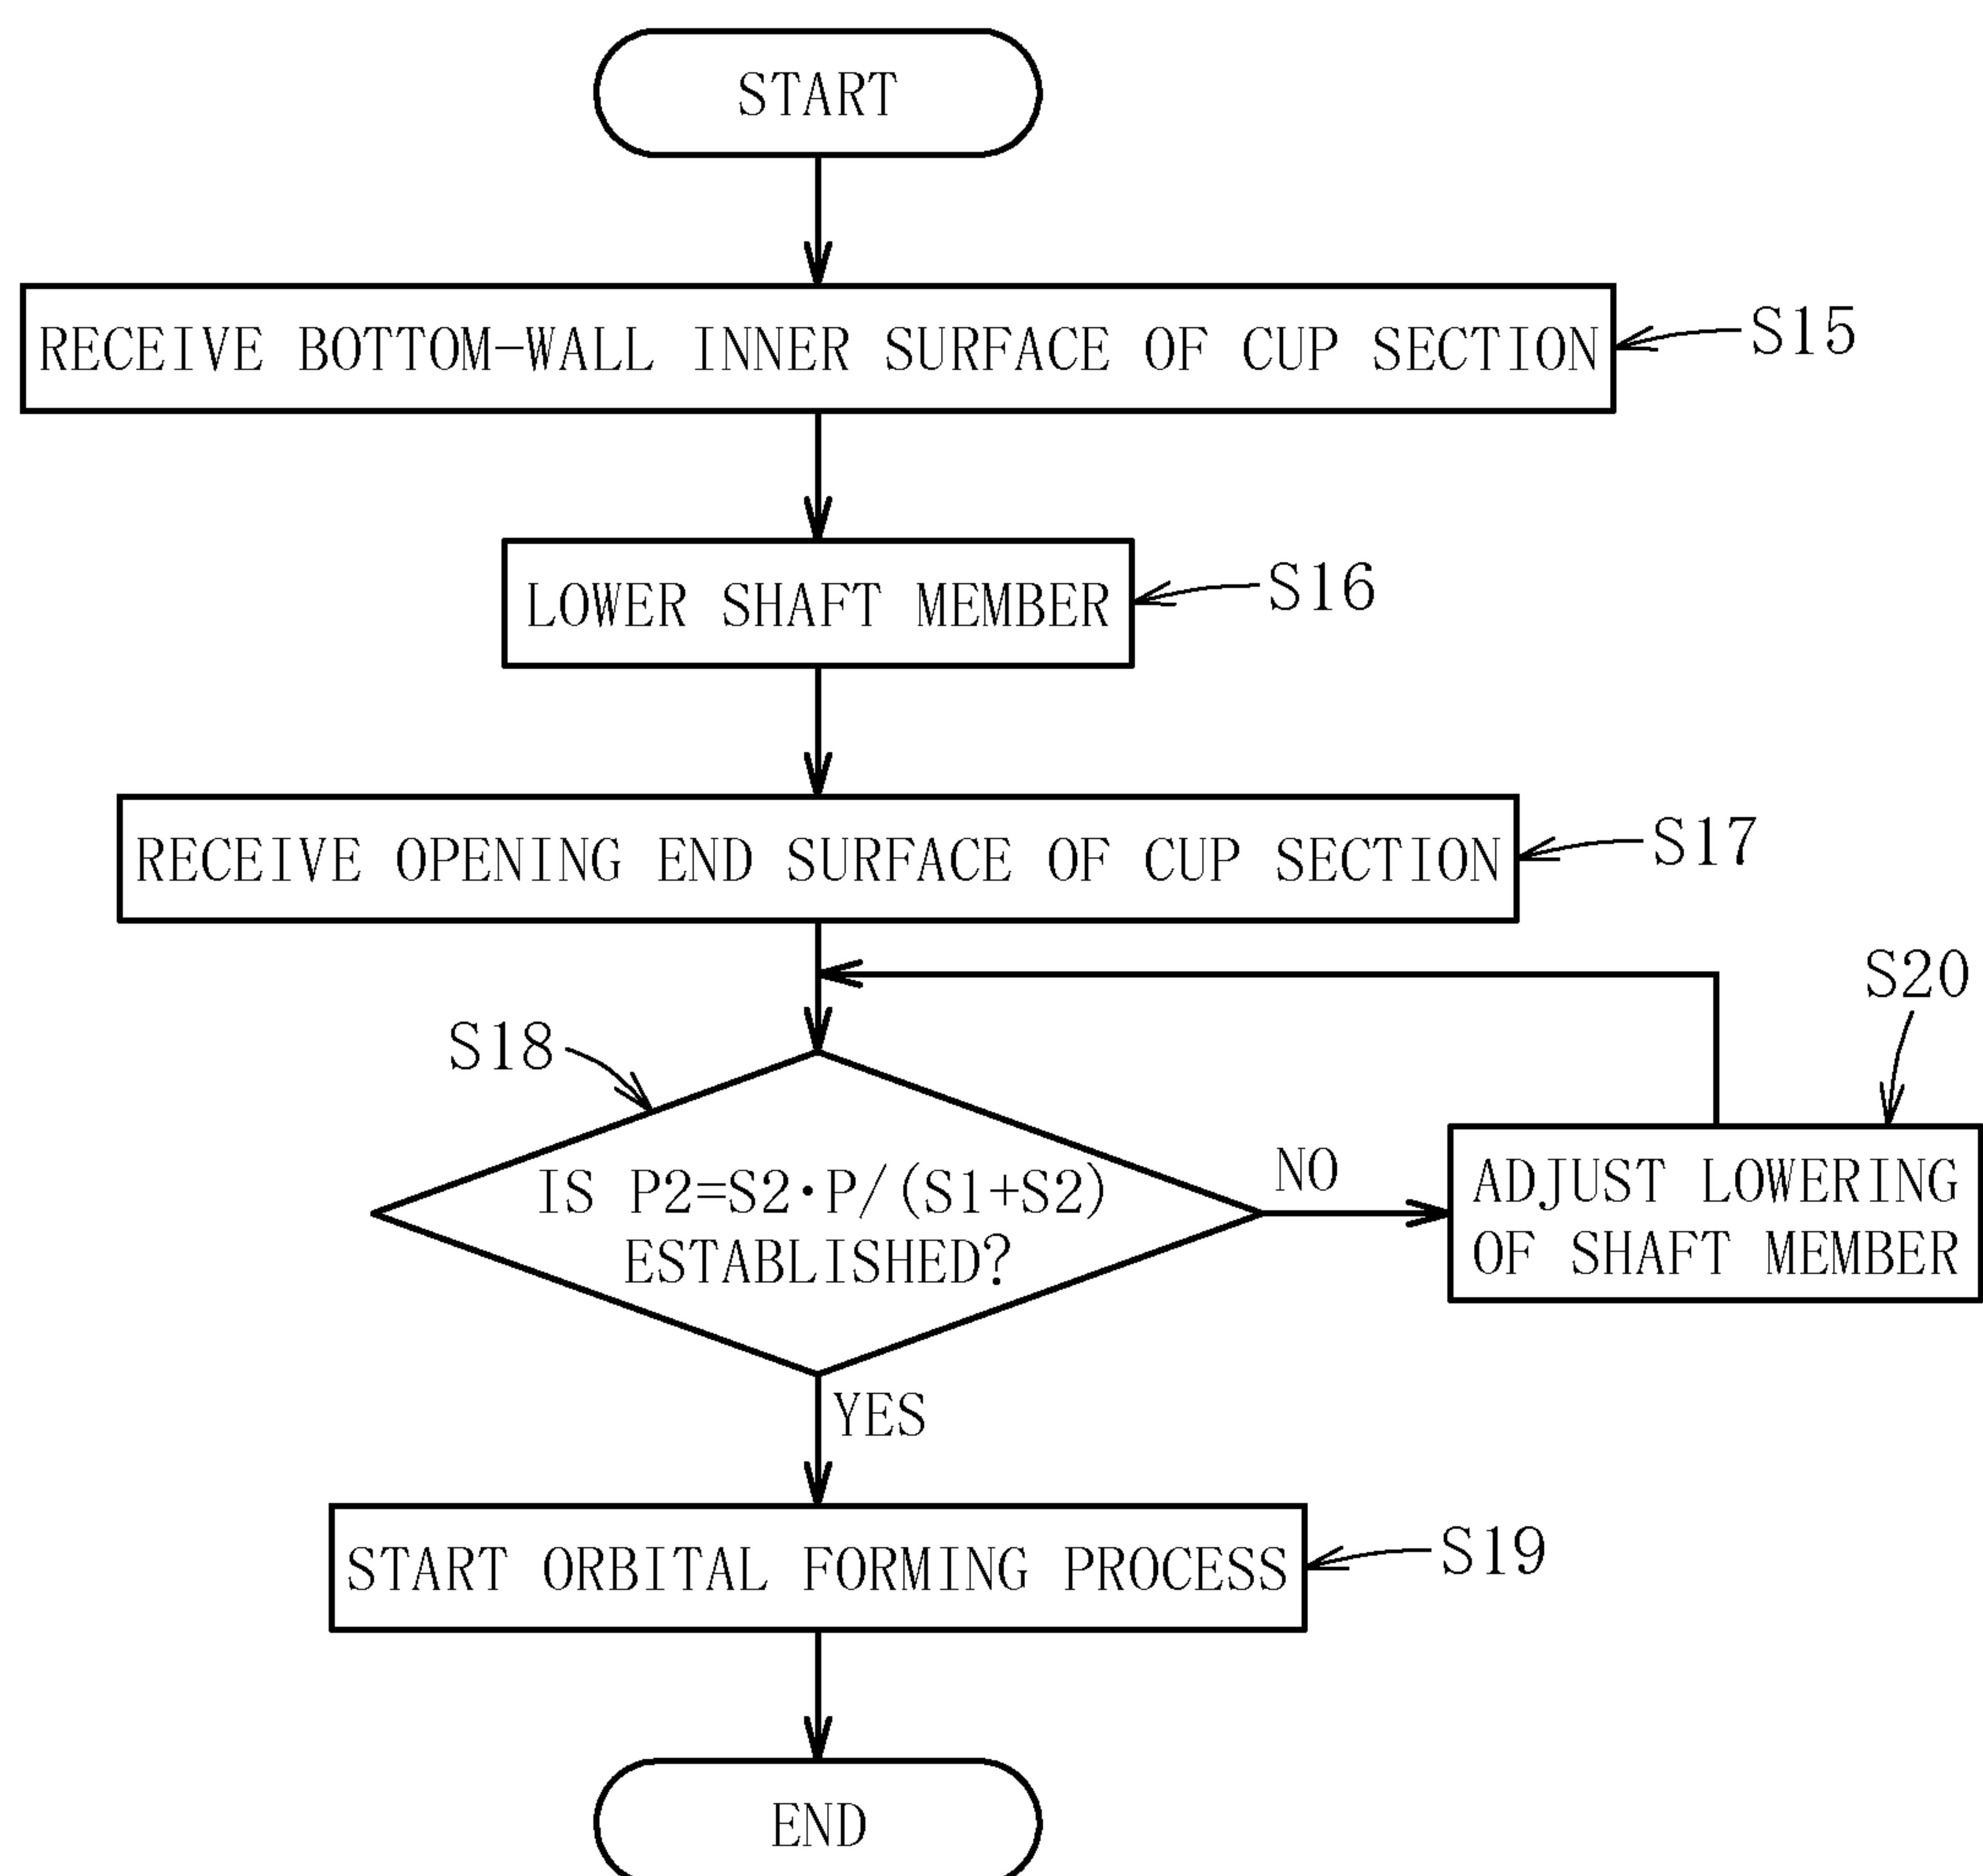 START
RECEIVE BOTTOM-WALL INNER SURFACE OF CUP SECTION
S15
LOWER SHAFT MEMBER
S16
RECEIVE OPENING END SURFACE OF CUP SECTION
S17
S20
S18
IS P2=S2·P/(S1+S2)
ESTABLISHED?
NO
ADJUST LOWERING
OF SHAFT MEMBER
YES
START ORBITAL FORMING PROCESS
S19
END